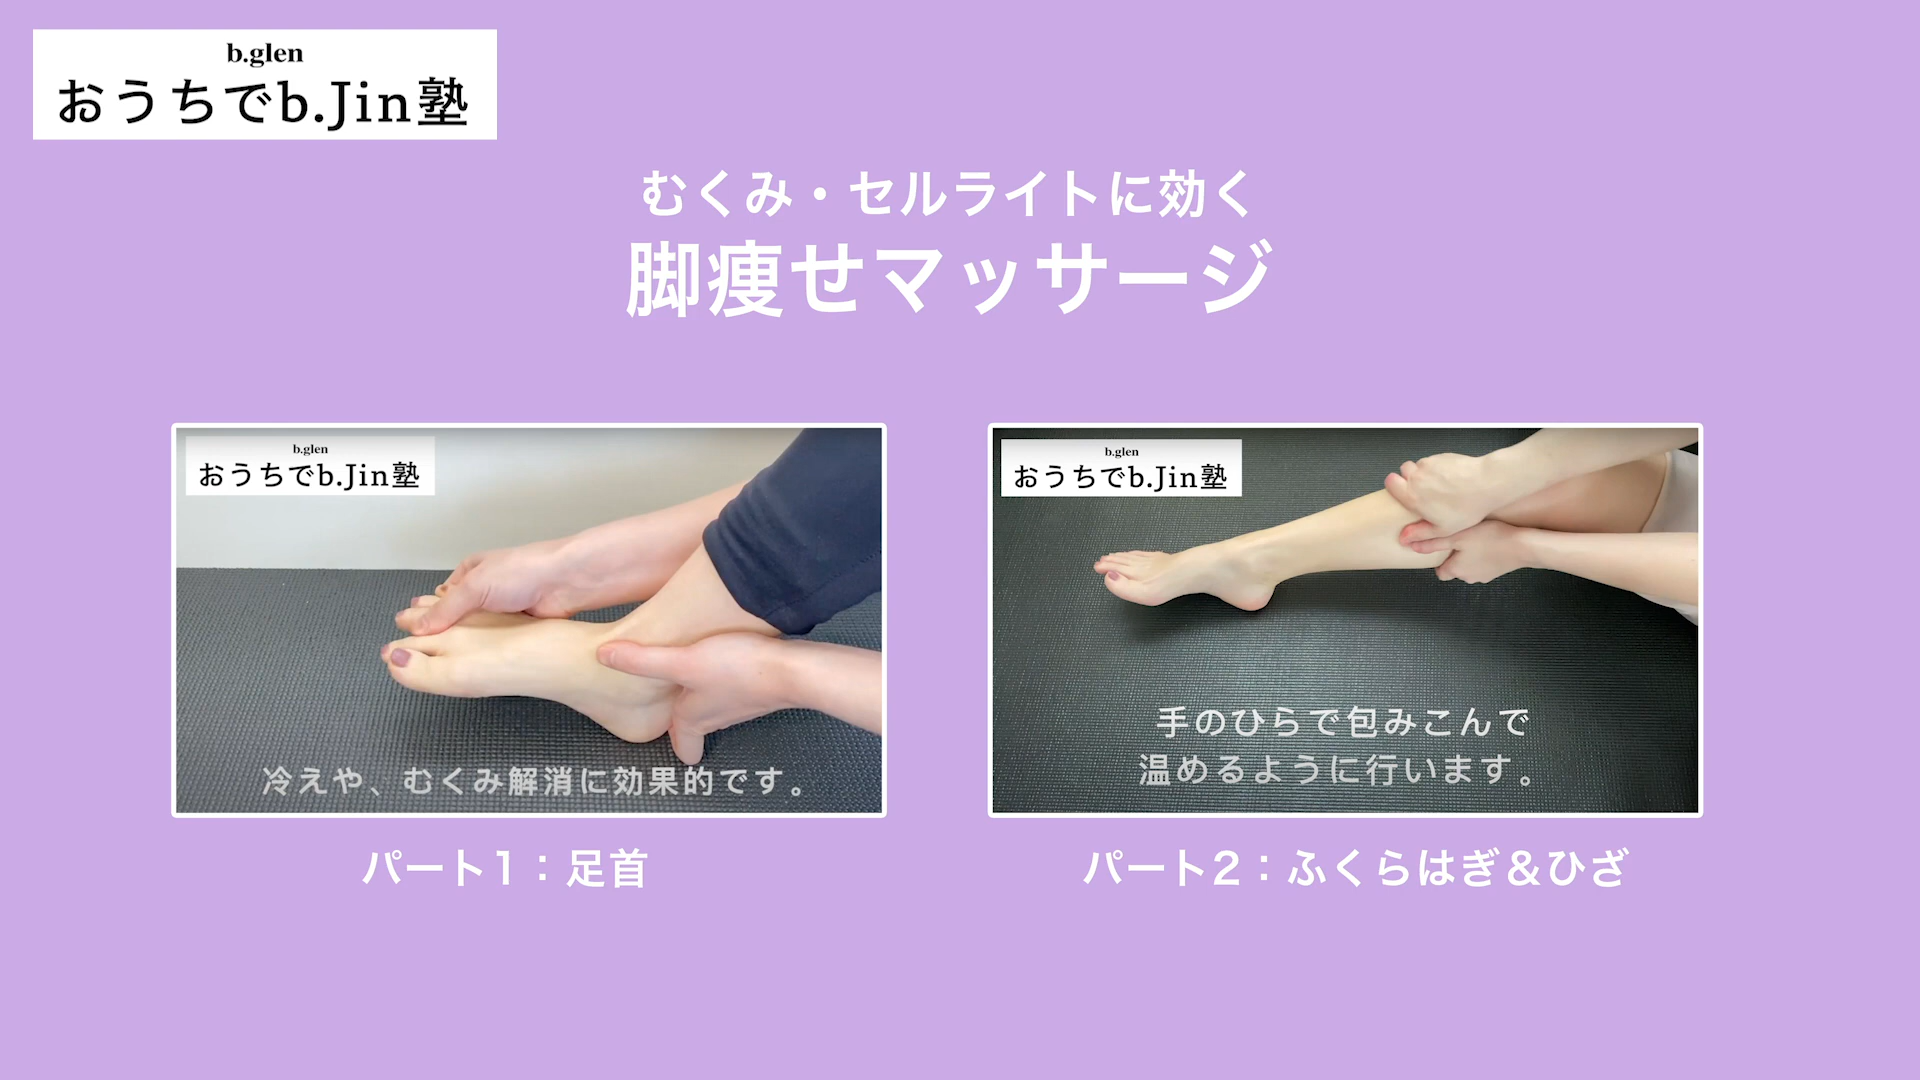 b.glen
おうちでb.Jin塾
むくみ・セルライトに効く
脚痩せマッサージ
b.glen
おうちでb.Jin塾
冷えや、むくみ解消に効果的です。
パート1：足首
b.glen
おうちでb.Jin塾
手のひらで包みこんで
温めるように行います。
パート2：ふくらはぎ＆ひざ